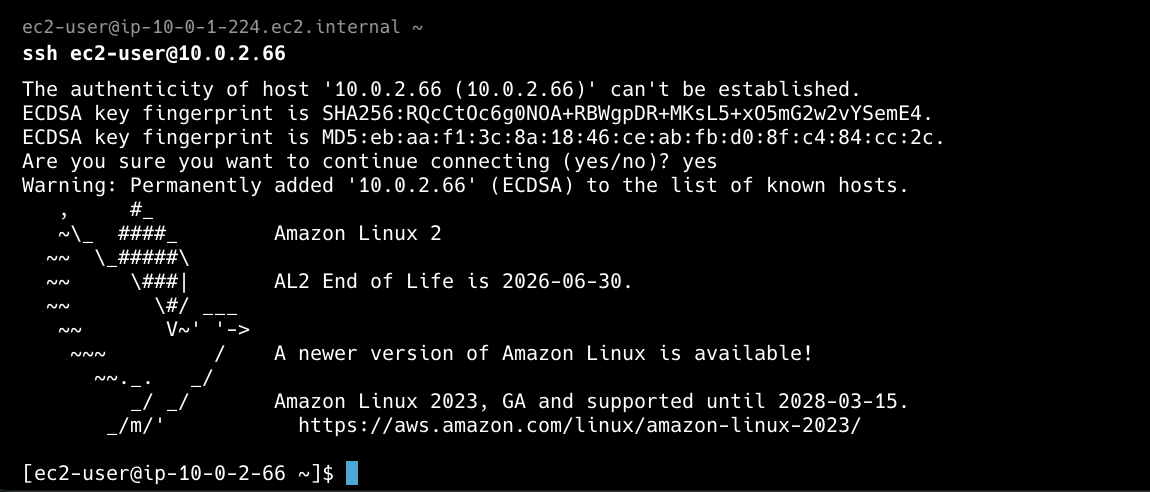 ec2-user@ip-10-0-1-224.ec2.internal ~
ssh ec2-user@10.0.2.66
The authenticity of host '10.0.2.66 (10.0.2.66)' can't be established.
ECDSA key fingerprint is SHA256:RQcCtOc6g0NOA+RBWgpDR+MKsL5+xO5mG2w2vYSemE4.
ECDSA key fingerprint is MD5:eb:aa:f1:3c:8a:18:46:ce:ab:fb:d0:8f:c4:84:cc:2c.
Are you sure you want to continue connecting (yes/no)? yes
Warning: Permanently added '10.0.2.66' (ECDSA) to the list of known hosts.
   ,     #_
   ~\_  ####_        Amazon Linux 2
  ~~  \_#####\
  ~~     \###|       AL2 End of Life is 2026-06-30.
  ~~       \#/ ___
   ~~       V~' '->
    ~~~         /    A newer version of Amazon Linux is available!
      ~~._.   _/
         _/ _/       Amazon Linux 2023, GA and supported until 2028-03-15.
       _/m/'           https://aws.amazon.com/linux/amazon-linux-2023/
[ec2-user@ip-10-0-2-66 ~]$